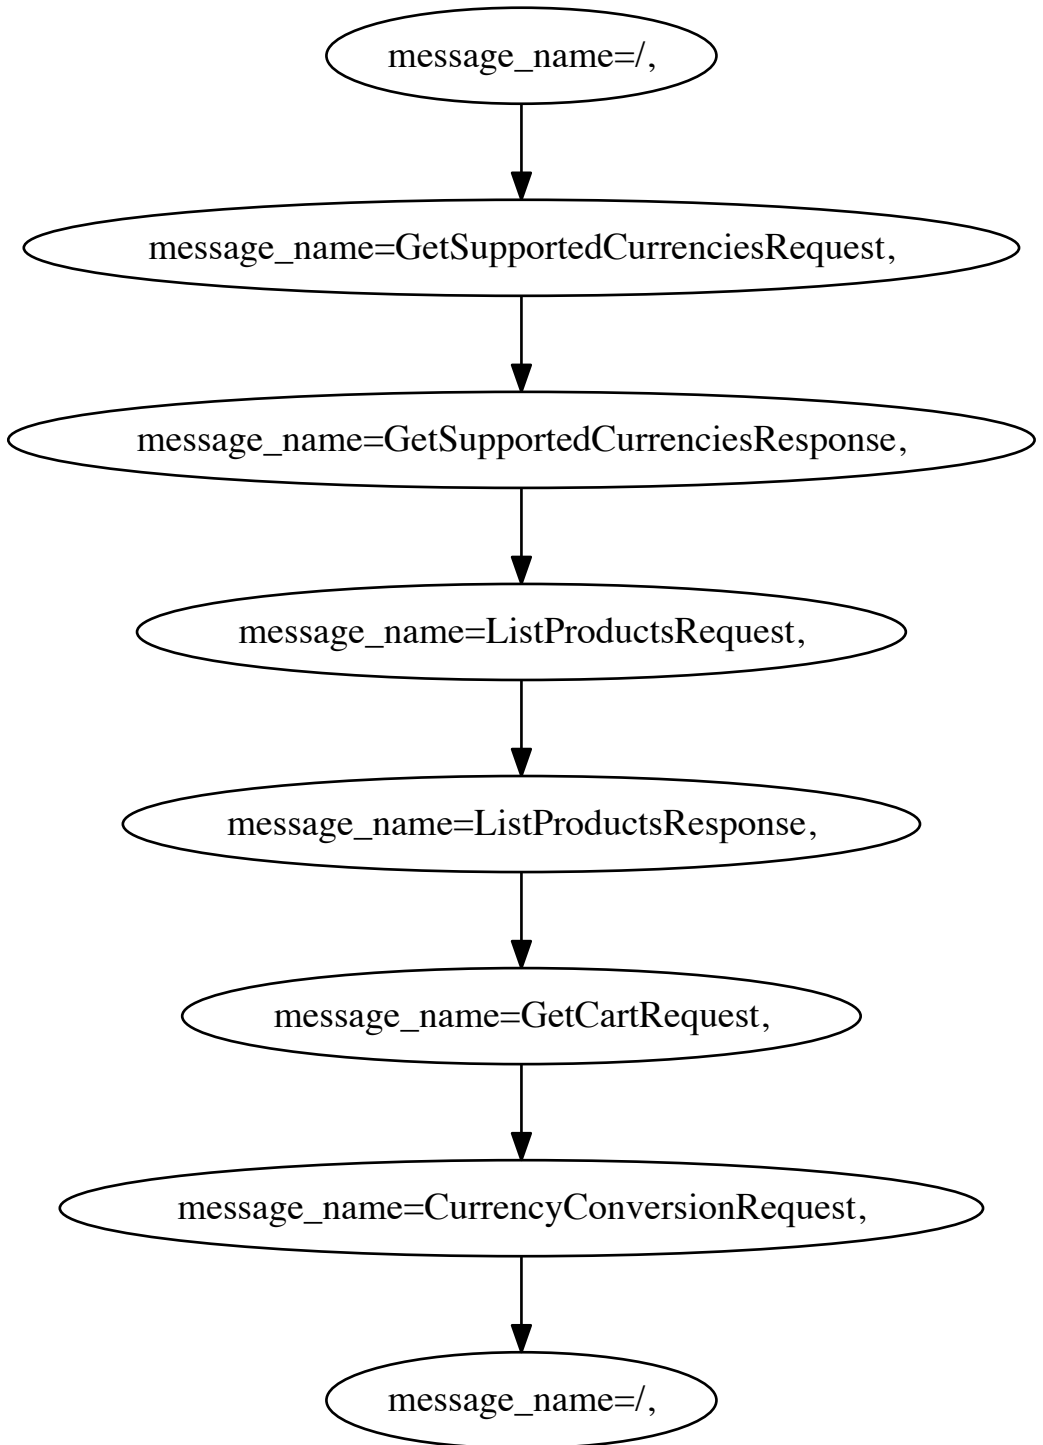 message_name=/,
message_name=GetSupportedCurrenciesRequest,
message_name=GetSupportedCurrenciesResponse,
message_name=ListProductsRequest,
message_name=ListProductsResponse,
message_name=GetCartRequest,
message_name=CurrencyConversionRequest,
message_name=/,